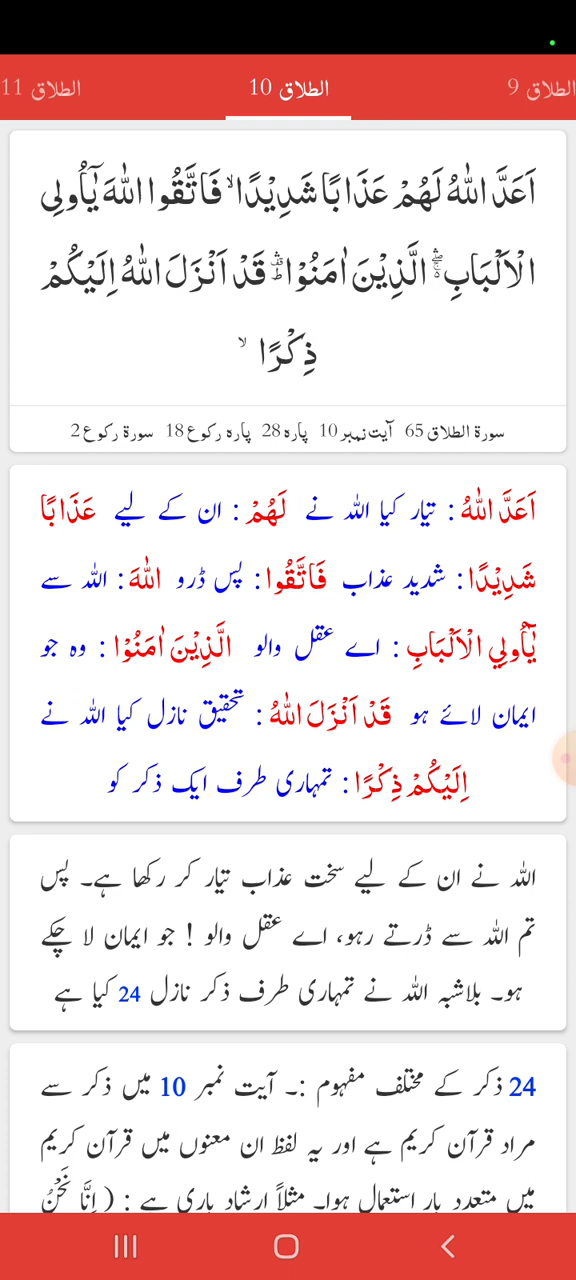 الطلاق 9 الطلاق 10 الطلاق 11
اَعَدَّ اللّٰهُ لَهُمْ عَذَابًا شَدِيْدًا ۙ فَاتَّقُوا اللّٰهَ يٰٓاُولِي
الْاَلْبَابِ ڔ الَّذِيْنَ اٰمَنُوْا ڔ قَدْ اَنْزَلَ اللّٰهُ اِلَيْكُمْ
ذِكْرًا ۙ
سورۃ الطلاق 65 آیت نمبر 10 پارہ 28 پارہ رکوع 18 سورۃ رکوع 2
اَعَدَّ اللّٰهُ : تیار کیا اللہ نے لَهُمْ : ان کے لیے عَذَابًا
شَدِيْدًا : شدید عذاب فَاتَّقُوا : پس ڈرو اللّٰهَ : اللہ سے
يٰٓاُولِي الْاَلْبَابِ : اے عقل والو الَّذِيْنَ اٰمَنُوْا : وہ جو
ایمان لائے ہو قَدْ اَنْزَلَ اللّٰهُ : تحقیق نازل کیا اللہ نے
اِلَيْكُمْ ذِكْرًا : تمہاری طرف ایک ذکر کو
اللہ نے ان کے لیے سخت عذاب تیار کر رکھا ہے۔ پس
تم اللہ سے ڈرتے رہو، اے عقل والو ! جو ایمان لا چکے
ہو۔ بلاشبہ اللہ نے تمہاری طرف ذکر نازل 24 کیا ہے
24 ذکر کے مختلف مفہوم :۔ آیت نمبر 10 میں ذکر سے
مراد قرآن کریم ہے اور یہ لفظ ان معنوں میں قرآن کریم
میں متعدد بار استعمال ہوا۔ مثلاً ارشاد باری ہے : ( اِنَّا نَحْنُ